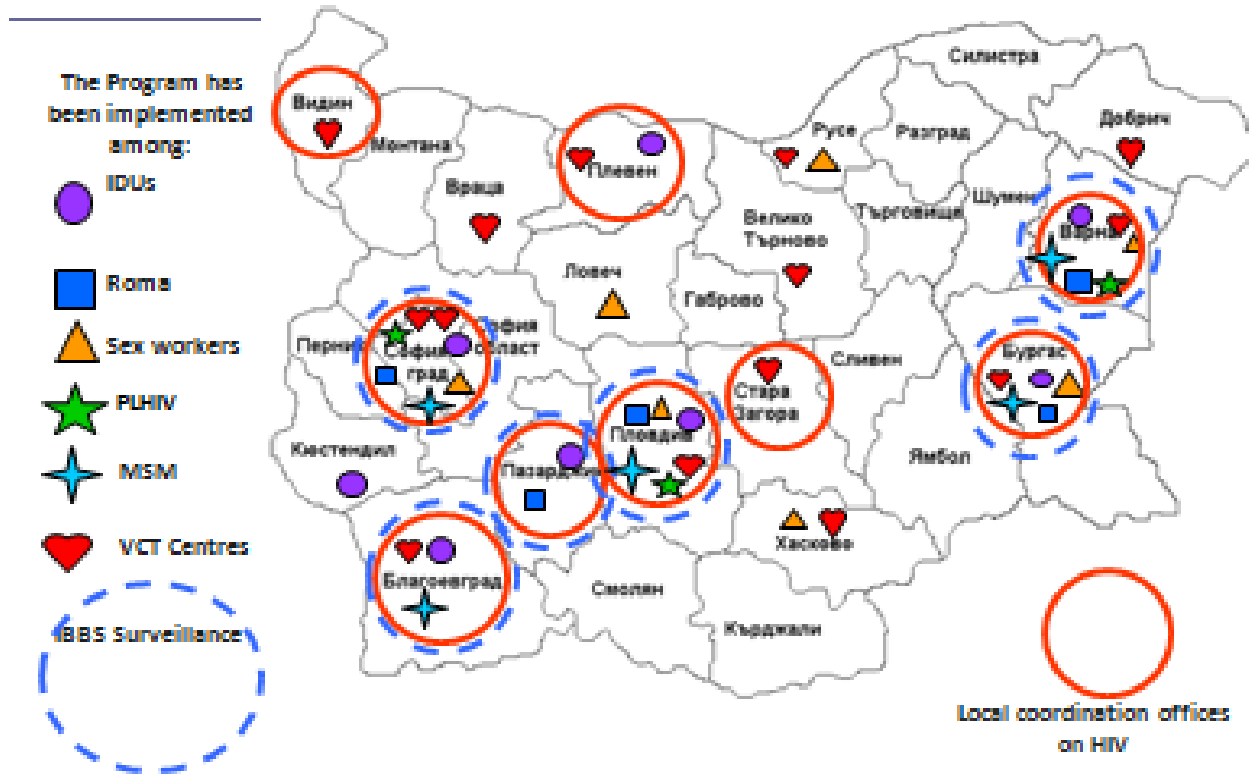 The Program has
been implemented
among:
IDUs
Roma
Sex workers
PLHIV
MSM
VCT Centres
IBBS Surveillance
Видин
Монтана
Враца
Плевен
Ловеч
Велико
Търново
Габрово
Русе
Разград
Силистра
Добрич
Търговище
Шумен
Варна
Бургас
Сливен
Ямбол
Стара
Загора
Хасково
Кърджали
Смолян
Пловдив
Пазарджик
Благоевград
Кюстендил
Перник
София
град
София
област
Local coordination offices
on HIV